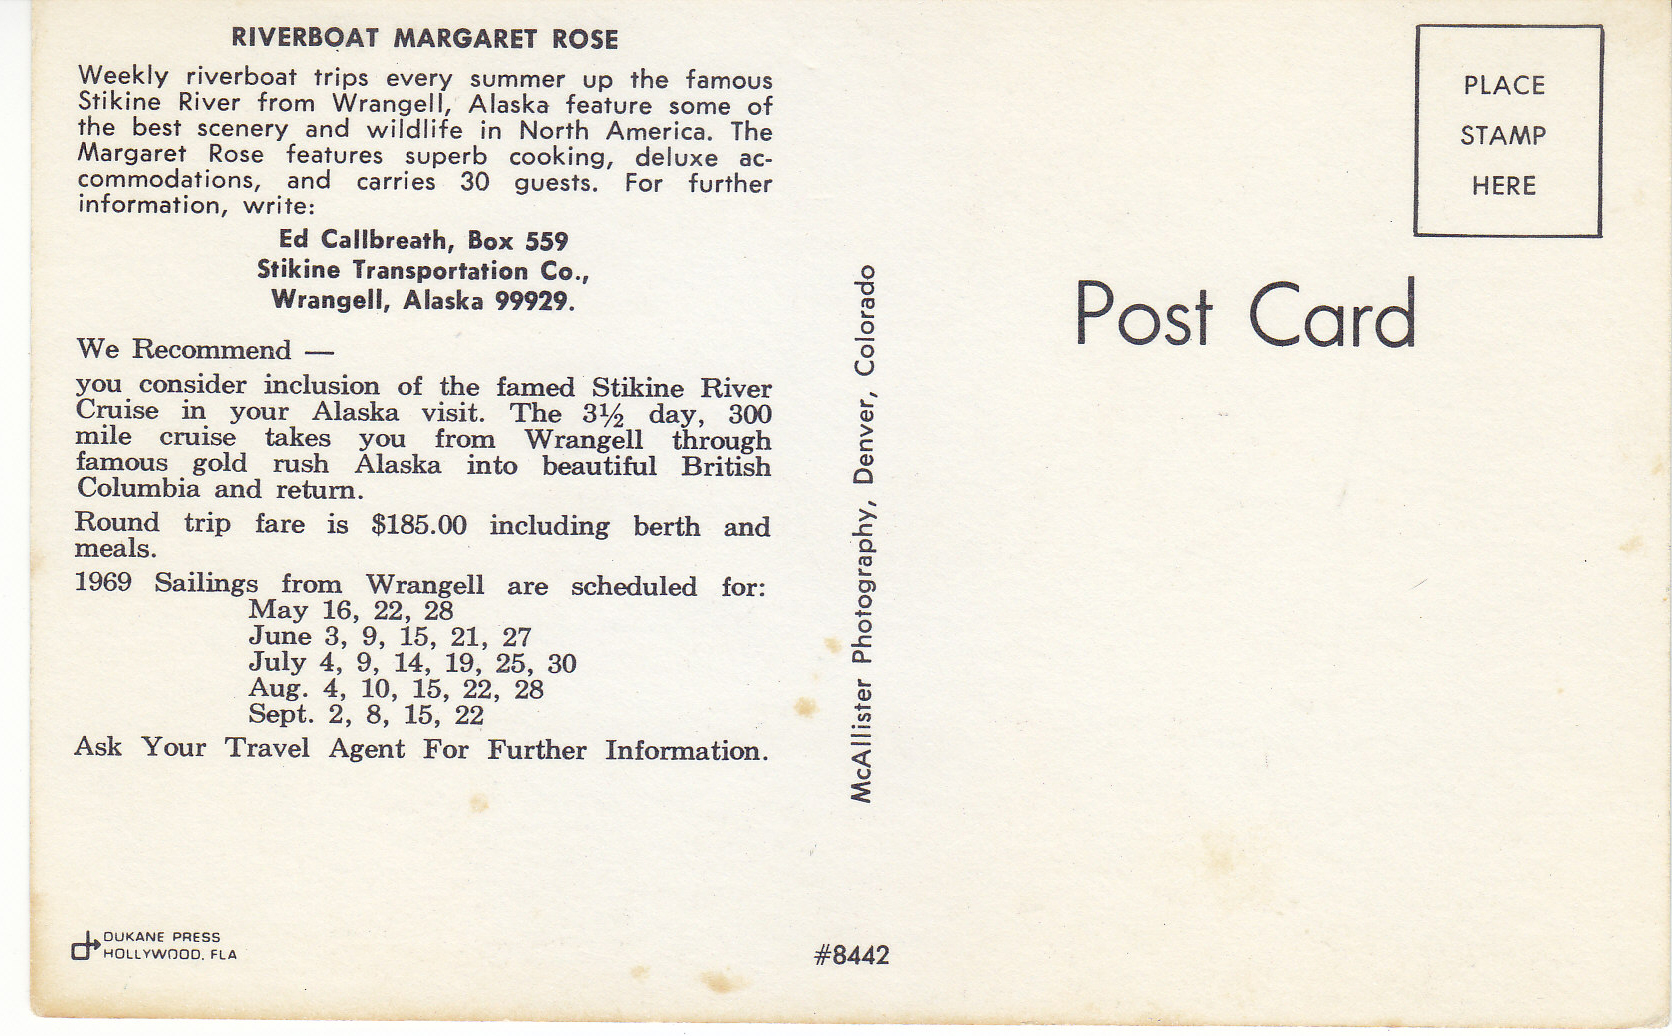 RIVERBOAT MARGARET ROSE
Weekly riverboat trips every summer up the famous
Stikine River from Wrangell, Alaska feature some of
the best scenery and wildlife in North America. The
Margaret Rose features superb cooking, deluxe ac-
commodations, and carries 30 guests. For further
information, write:
Ed Callbreath, Box 559
Stikine Transportation Co.,
Wrangell, Alaska 99929.
We Recommend —
you consider inclusion of the famed Stikine River
Cruise in your Alaska visit. The 3½ day, 300
mile cruise takes you from Wrangell through
famous gold rush Alaska into beautiful British
Columbia and return.
Round trip fare is $185.00 including berth and
meals.
1969 Sailings from Wrangell are scheduled for:
May 16, 22, 28
June 3, 9, 15, 21, 27
July 4, 9, 14, 19, 25, 30
Aug. 4, 10, 15, 22, 28
Sept. 2, 8, 15, 22
Ask Your Travel Agent For Further Information.
DUKANE PRESS
HOLLYWOOD, FLA
McAllister Photography, Denver, Colorado
#8442
PLACE
STAMP
HERE
Post Card